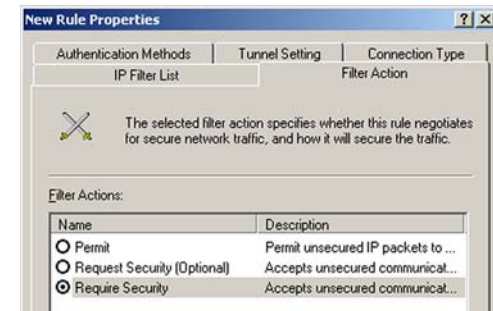 New Rule Properties
Authentication Methods Tunnel Setting Connection Type
IP Filter List Filter Action
The selected filter action specifies whether this rule negotiates
for secure network traffic, and how it will secure the traffic.
Filter Actions:
Name Description
Permit Permit unsecured IP packets to ...
Request Security (Optional) Accepts unsecured communicat...
Require Security Accepts unsecured communicat...